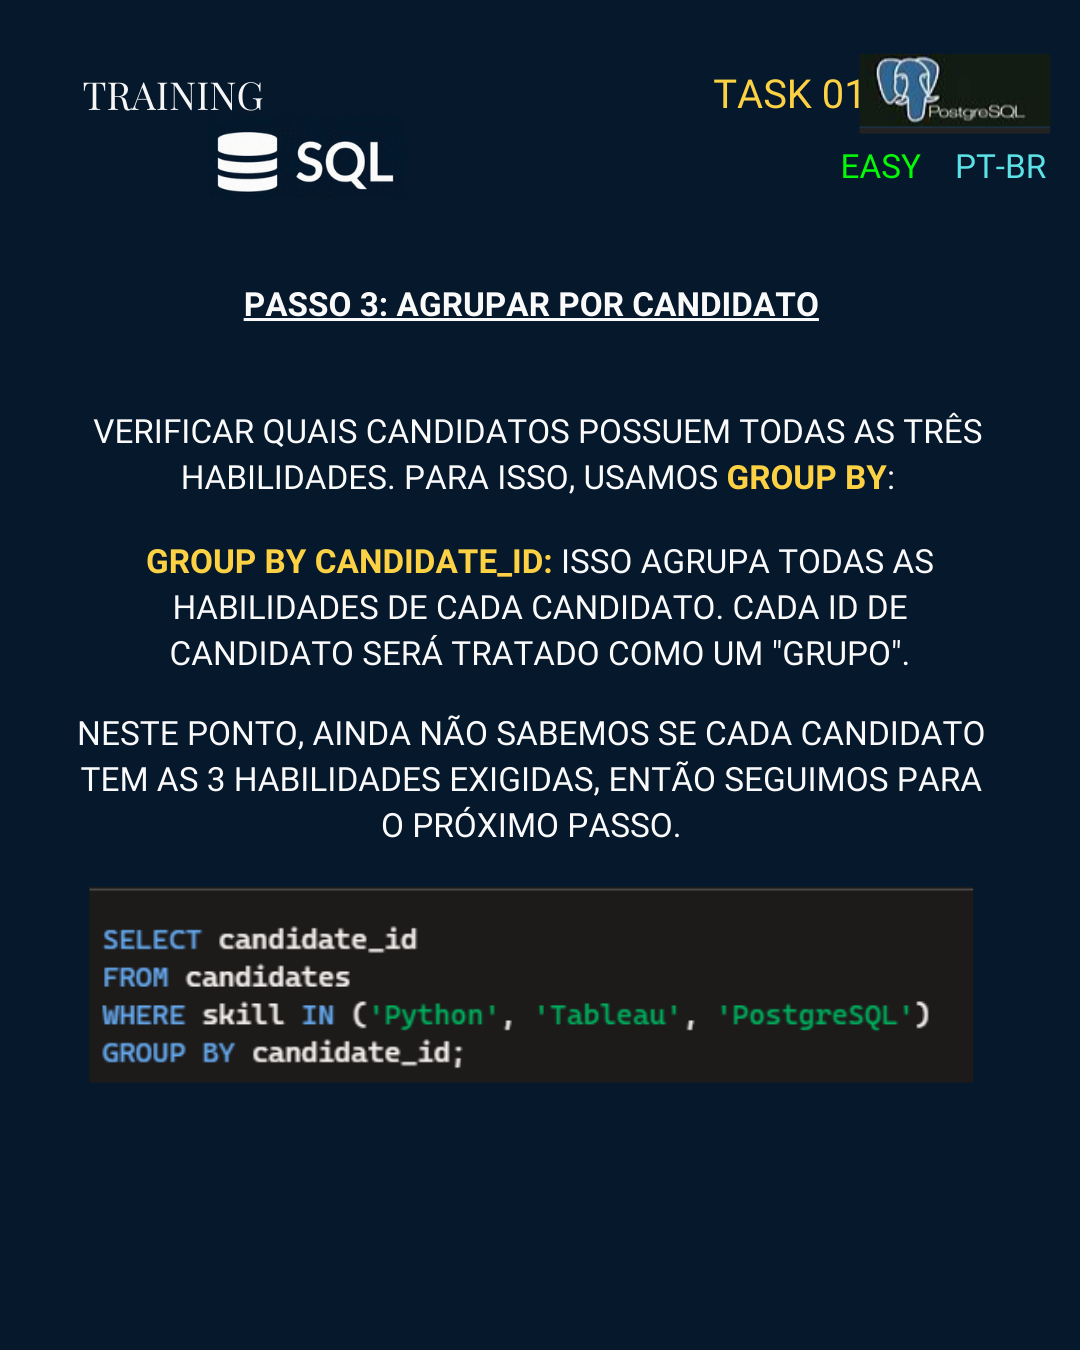 TRAINING
SQL
TASK 01
PostgreSQL
EASY PT-BR
PASSO 3: AGRUPAR POR CANDIDATO
VERIFICAR QUAIS CANDIDATOS POSSUEM TODAS AS TRÊS
HABILIDADES. PARA ISSO, USAMOS GROUP BY:
GROUP BY CANDIDATE_ID: ISSO AGRUPA TODAS AS
HABILIDADES DE CADA CANDIDATO. CADA ID DE
CANDIDATO SERÁ TRATADO COMO UM "GRUPO".
NESTE PONTO, AINDA NÃO SABEMOS SE CADA CANDIDATO
TEM AS 3 HABILIDADES EXIGIDAS, ENTÃO SEGUIMOS PARA
O PRÓXIMO PASSO.
SELECT candidate_id
FROM candidates
WHERE skill IN ('Python', 'Tableau', 'PostgreSQL')
GROUP BY candidate_id;